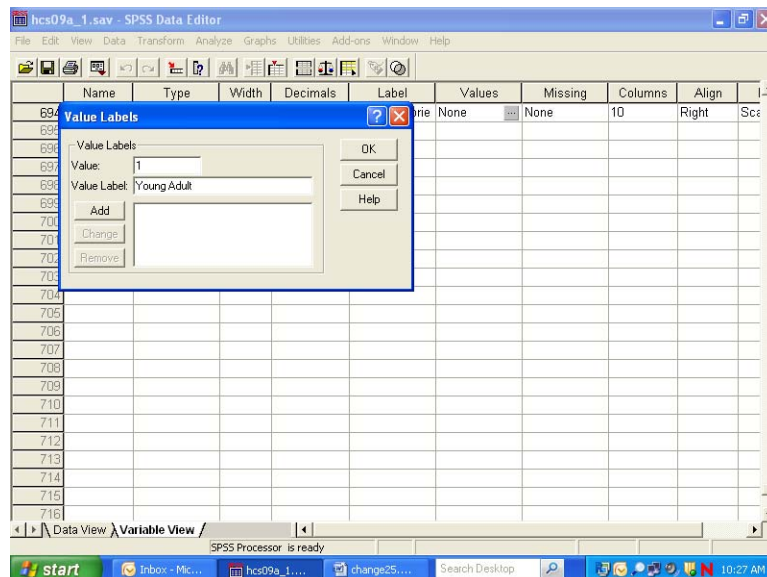 hcs09a_1.sav - SPSS Data Editor
File Edit View Data Transform Analyze Graphs Utilities Add-ons Window Help
Name Type Width Decimals Label Values Missing Columns Align
694 prie None ... None 10 Right Sca
Value Labels
695
696 Value Labels OK
697 Value: 1 Cancel
698 Value Label: Young Adult
699 Add Help
700
701 Change
702 Remove
703
704
705
706
707
708
709
710
711
712
713
714
715
716
Data View Variable View
SPSS Processor is ready
start Inbox - Mic... hcs09a_1.... change25.... Search Desktop 10:27 AM